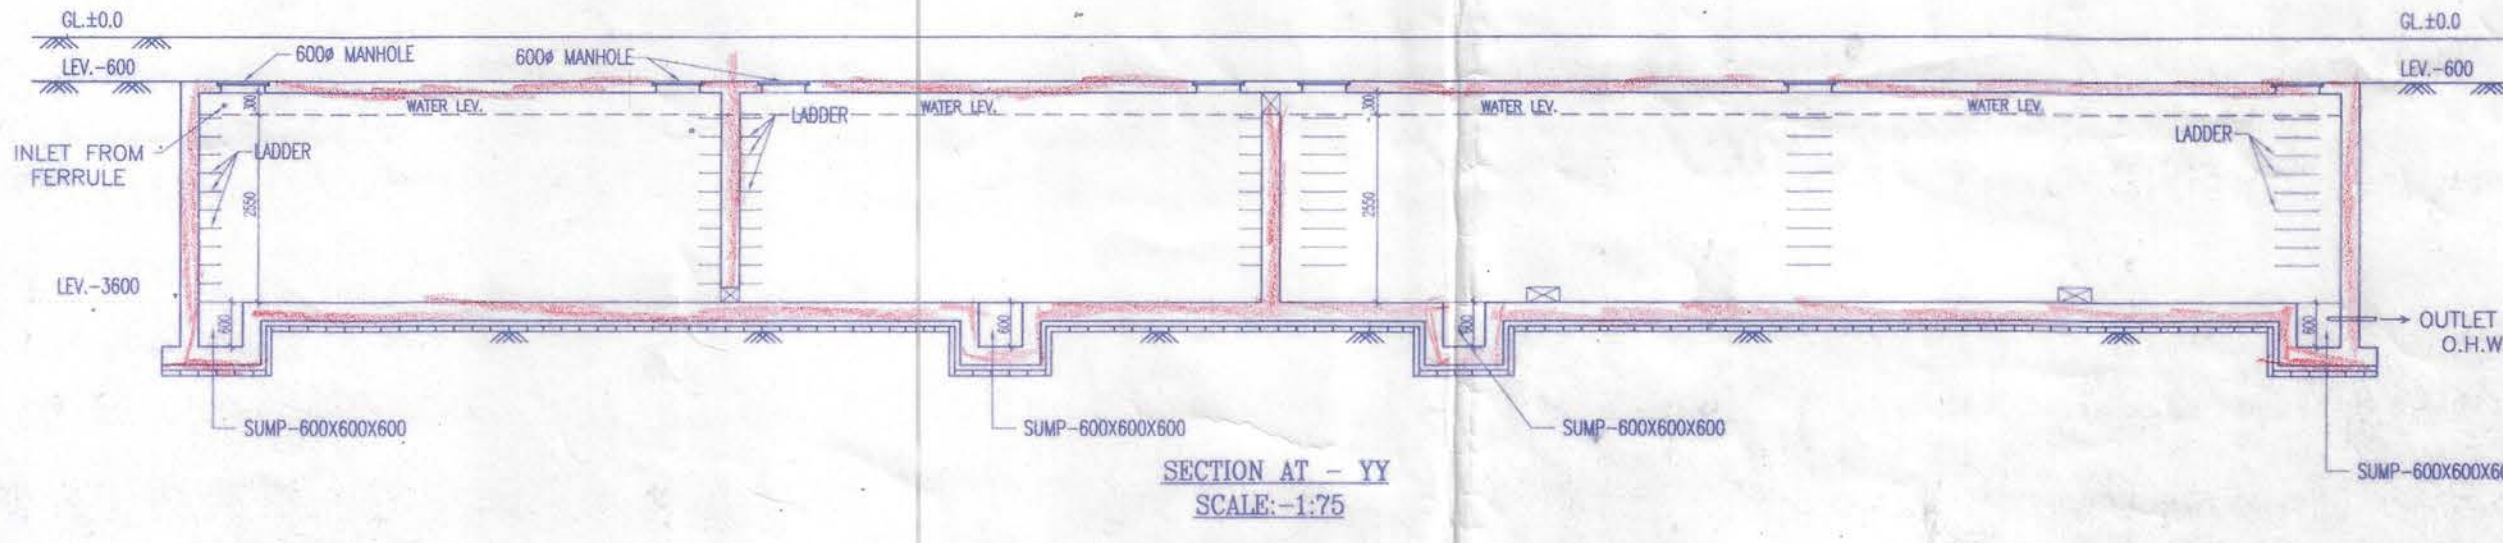 GL.±0.0
GL.±0.0
600ø MANHOLE
600ø MANHOLE
LEV.-600
LEV.-600
300
WATER LEV.
WATER LEV.
300
WATER LEV.
WATER LEV.
LADDER
LADDER
INLET FROM
FERRULE
LADDER
2550
2550
LEV.-3600
600
600
600
600
OUTLET
O.H.W
SUMP-600X600X600
SUMP-600X600X600
SUMP-600X600X600
SUMP-600X600X60
SECTION AT - YY
SCALE:-1:75